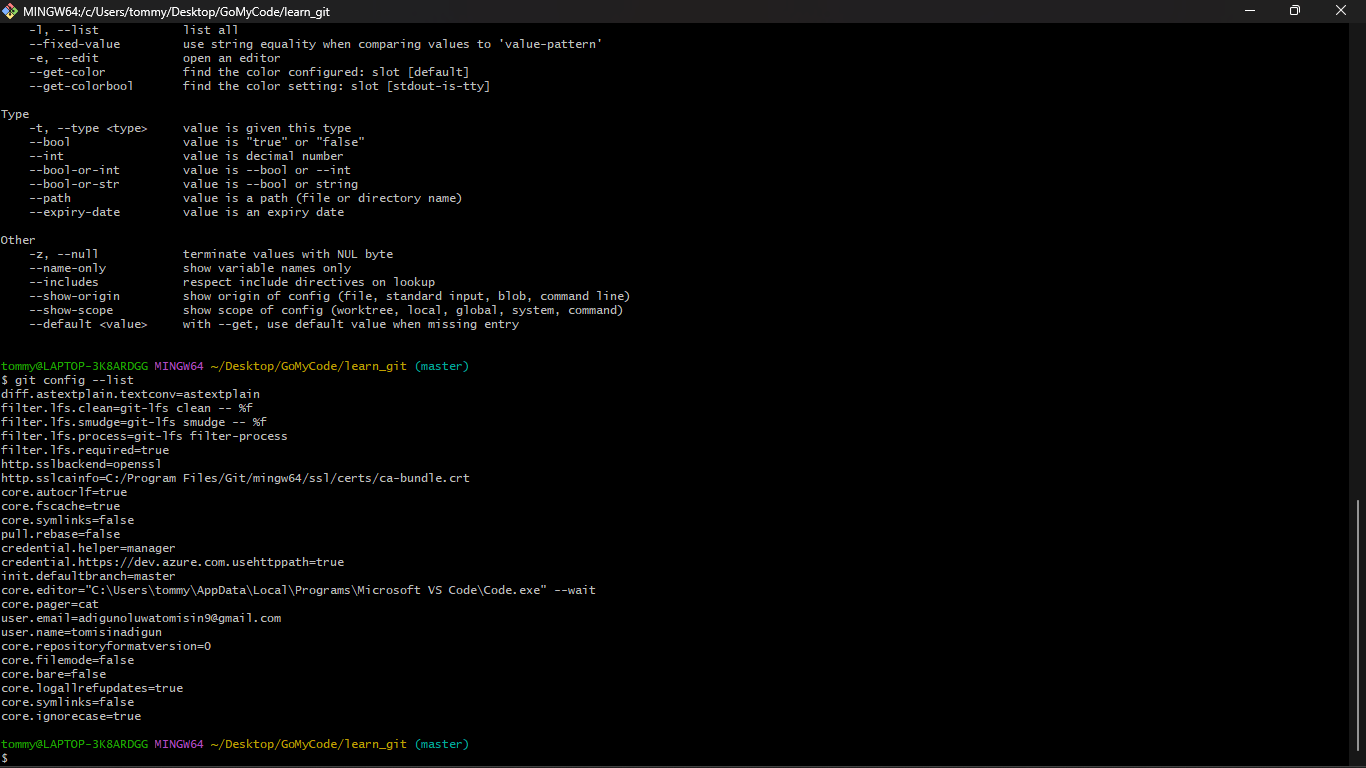 MINGW64:/c/Users/tommy/Desktop/GoMyCode/learn_git
-l, --list list all
--fixed-value use string equality when comparing values to 'value-pattern'
-e, --edit open an editor
--get-color find the color configured: slot [default]
--get-colorbool find the color setting: slot [stdout-is-tty]
Type
-t, --type <type> value is given this type
--bool value is "true" or "false"
--int value is decimal number
--bool-or-int value is --bool or --int
--bool-or-str value is --bool or string
--path value is a path (file or directory name)
--expiry-date value is an expiry date
Other
-z, --null terminate values with NUL byte
--name-only show variable names only
--includes respect include directives on lookup
--show-origin show origin of config (file, standard input, blob, command line)
--show-scope show scope of config (worktree, local, global, system, command)
--default <value> with --get, use default value when missing entry
tommy@LAPTOP-3K8ARDGG MINGW64 ~/Desktop/GoMyCode/learn_git (master)
$ git config --list
diff.astextplain.textconv=astextplain
filter.lfs.clean=git-lfs clean -- %f
filter.lfs.smudge=git-lfs smudge -- %f
filter.lfs.process=git-lfs filter-process
filter.lfs.required=true
http.sslbackend=openssl
http.sslcainfo=C:/Program Files/Git/mingw64/ssl/certs/ca-bundle.crt
core.autocrlf=true
core.fscache=true
core.symlinks=false
pull.rebase=false
credential.helper=manager
credential.https://dev.azure.com.usehttppath=true
init.defaultbranch=master
core.editor="C:\Users\tommy\AppData\Local\Programs\Microsoft VS Code\Code.exe" --wait
core.pager=cat
user.email=adigunoluwatomisin9@gmail.com
user.name=tomisinadigun
core.repositoryformatversion=0
core.filemode=false
core.bare=false
core.logallrefupdates=true
core.symlinks=false
core.ignorecase=true
tommy@LAPTOP-3K8ARDGG MINGW64 ~/Desktop/GoMyCode/learn_git (master)
$